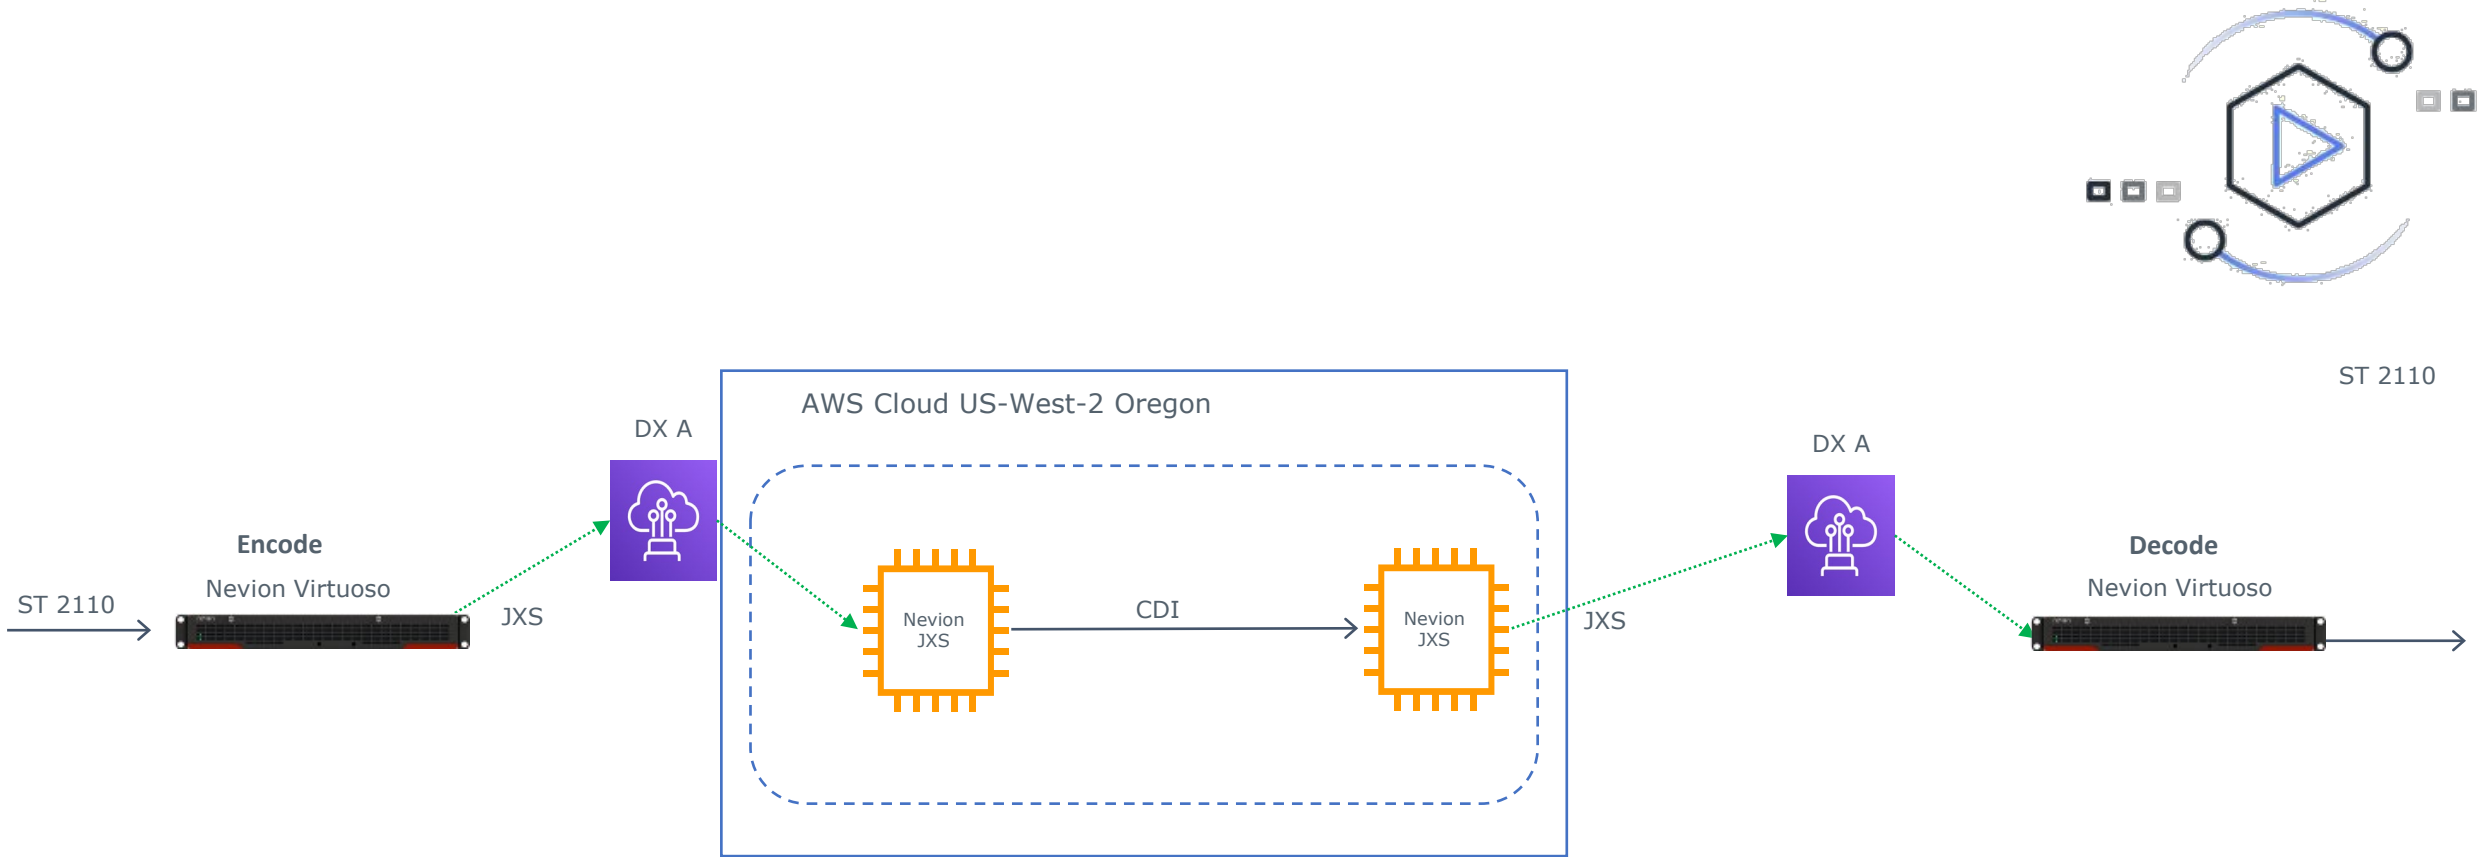 ST 2110
AWS Cloud US-West-2 Oregon
DX A
DX A
Encode
Nevion Virtuoso
ST 2110
JXS
Nevion
JXS
CDI
Nevion
JXS
JXS
Decode
Nevion Virtuoso